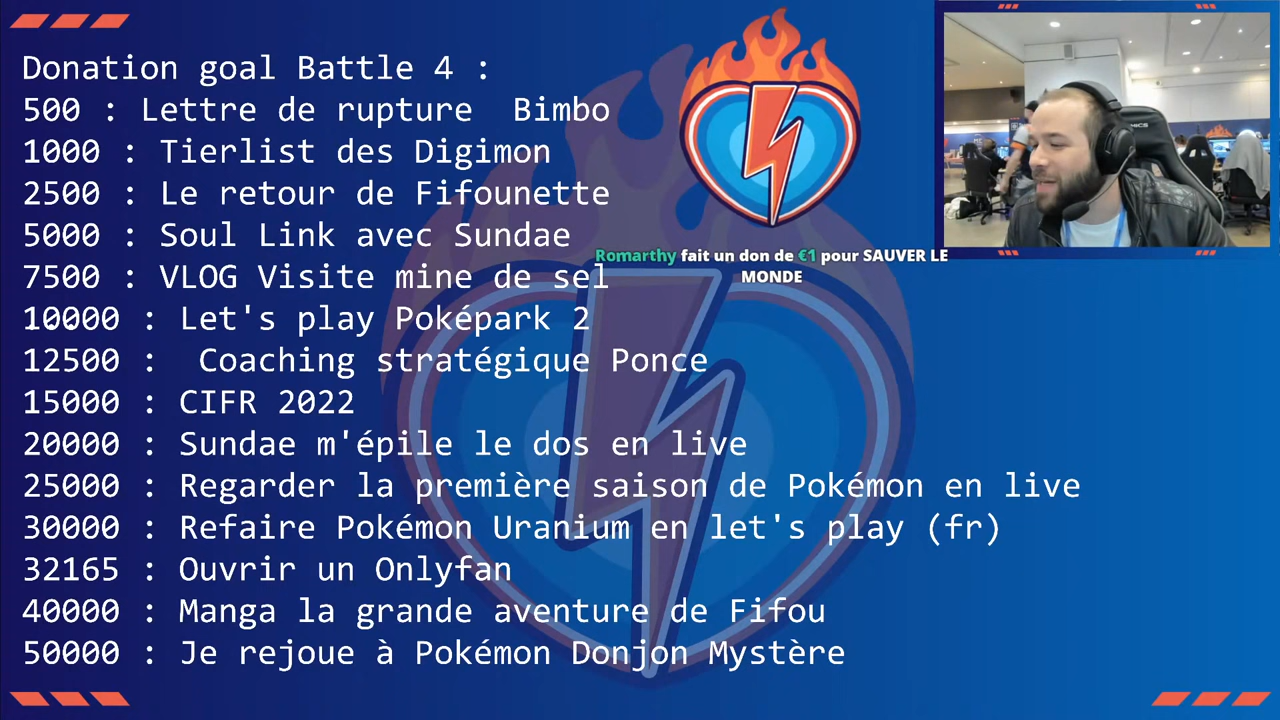 Donation goal Battle 4 :
500 : Lettre de rupture  Bimbo
1000 : Tierlist des Digimon
2500 : Le retour de Fifounette
5000 : Soul Link avec Sundae
7500 : VLOG Visite mine de sel
10000 : Let's play Poképark 2
12500 :  Coaching stratégique Ponce
15000 : CIFR 2022
20000 : Sundae m'épile le dos en live
25000 : Regarder la première saison de Pokémon en live
30000 : Refaire Pokémon Uranium en let's play (fr)
32165 : Ouvrir un Onlyfan
40000 : Manga la grande aventure de Fifou
50000 : Je rejoue à Pokémon Donjon Mystère
Romarthy fait un don de €1 pour SAUVER LE
MONDE